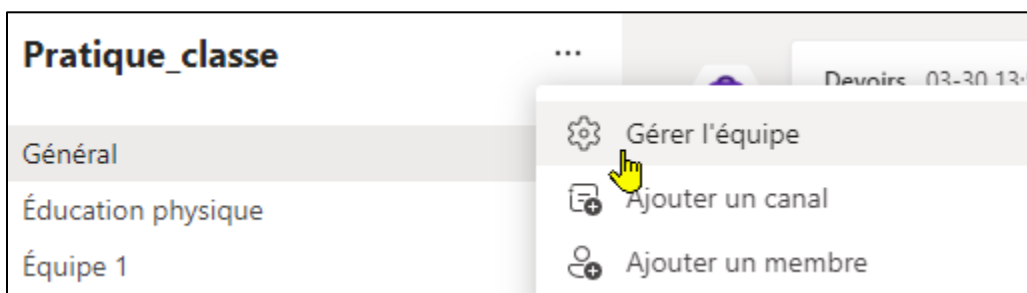 Pratique_classe ...
Devoirs 03-30 13:
Général
Éducation physique
Équipe 1
Gérer l'équipe
Ajouter un canal
Ajouter un membre